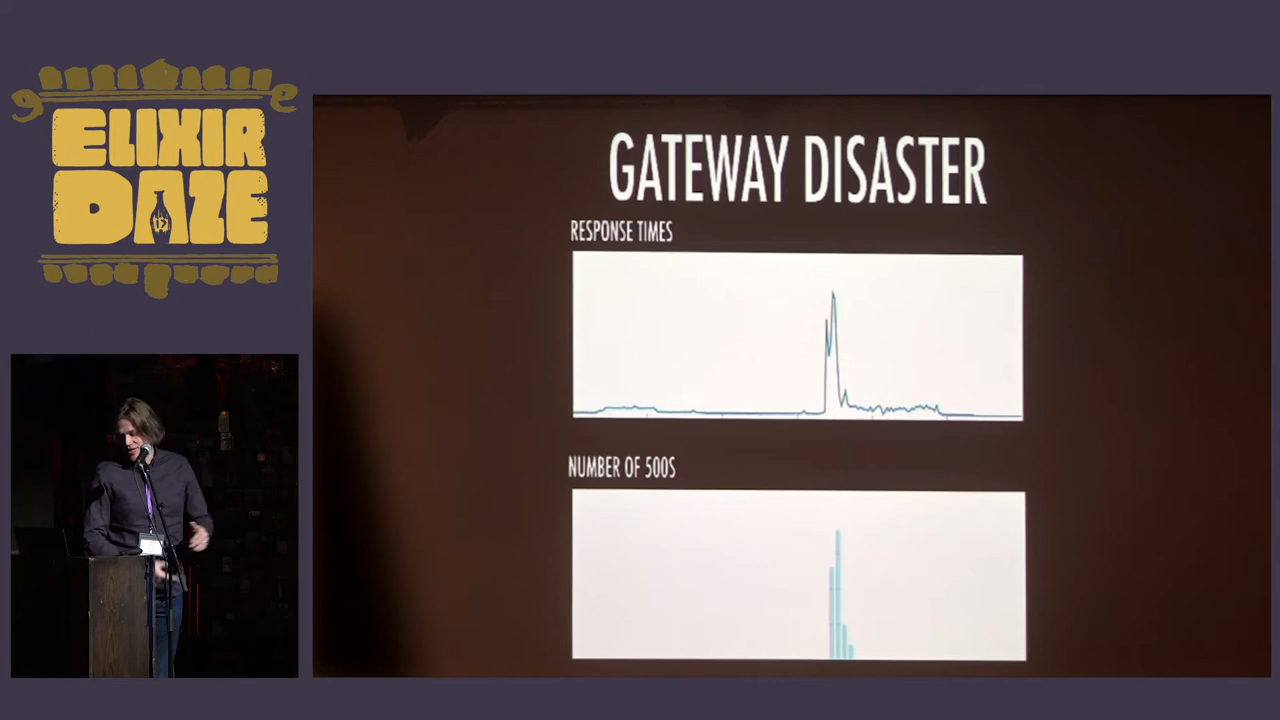 ELIXIR
DAZE
GATEWAY DISASTER
RESPONSE TIMES
NUMBER OF 500S